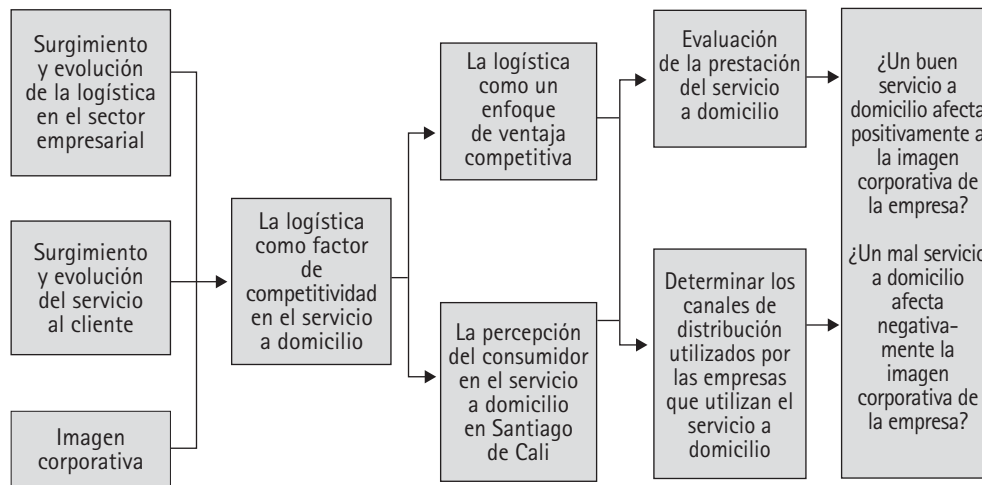 Surgimiento
y evolución
de la logística
en el sector
empresarial
Surgimiento
y evolución
del servicio
al cliente
Imagen
corporativa
La logística
como factor
de
competitividad
en el servicio
a domicilio
La logística
como un
enfoque
de ventaja
competitiva
La percepción
del consumidor
en el servicio
a domicilio
en Santiago
de Cali
Evaluación
de la prestación
del servicio
a domicilio
Determinar los
canales de
distribución
utilizados por
las empresas
que utilizan el
servicio a
domicilio
¿Un buen
servicio a
domicilio afecta
positivamente a
la imagen
corporativa de
la empresa?
¿Un mal servicio
a domicilio
afecta
negativa-
mente la
imagen
corporativa de
la empresa?